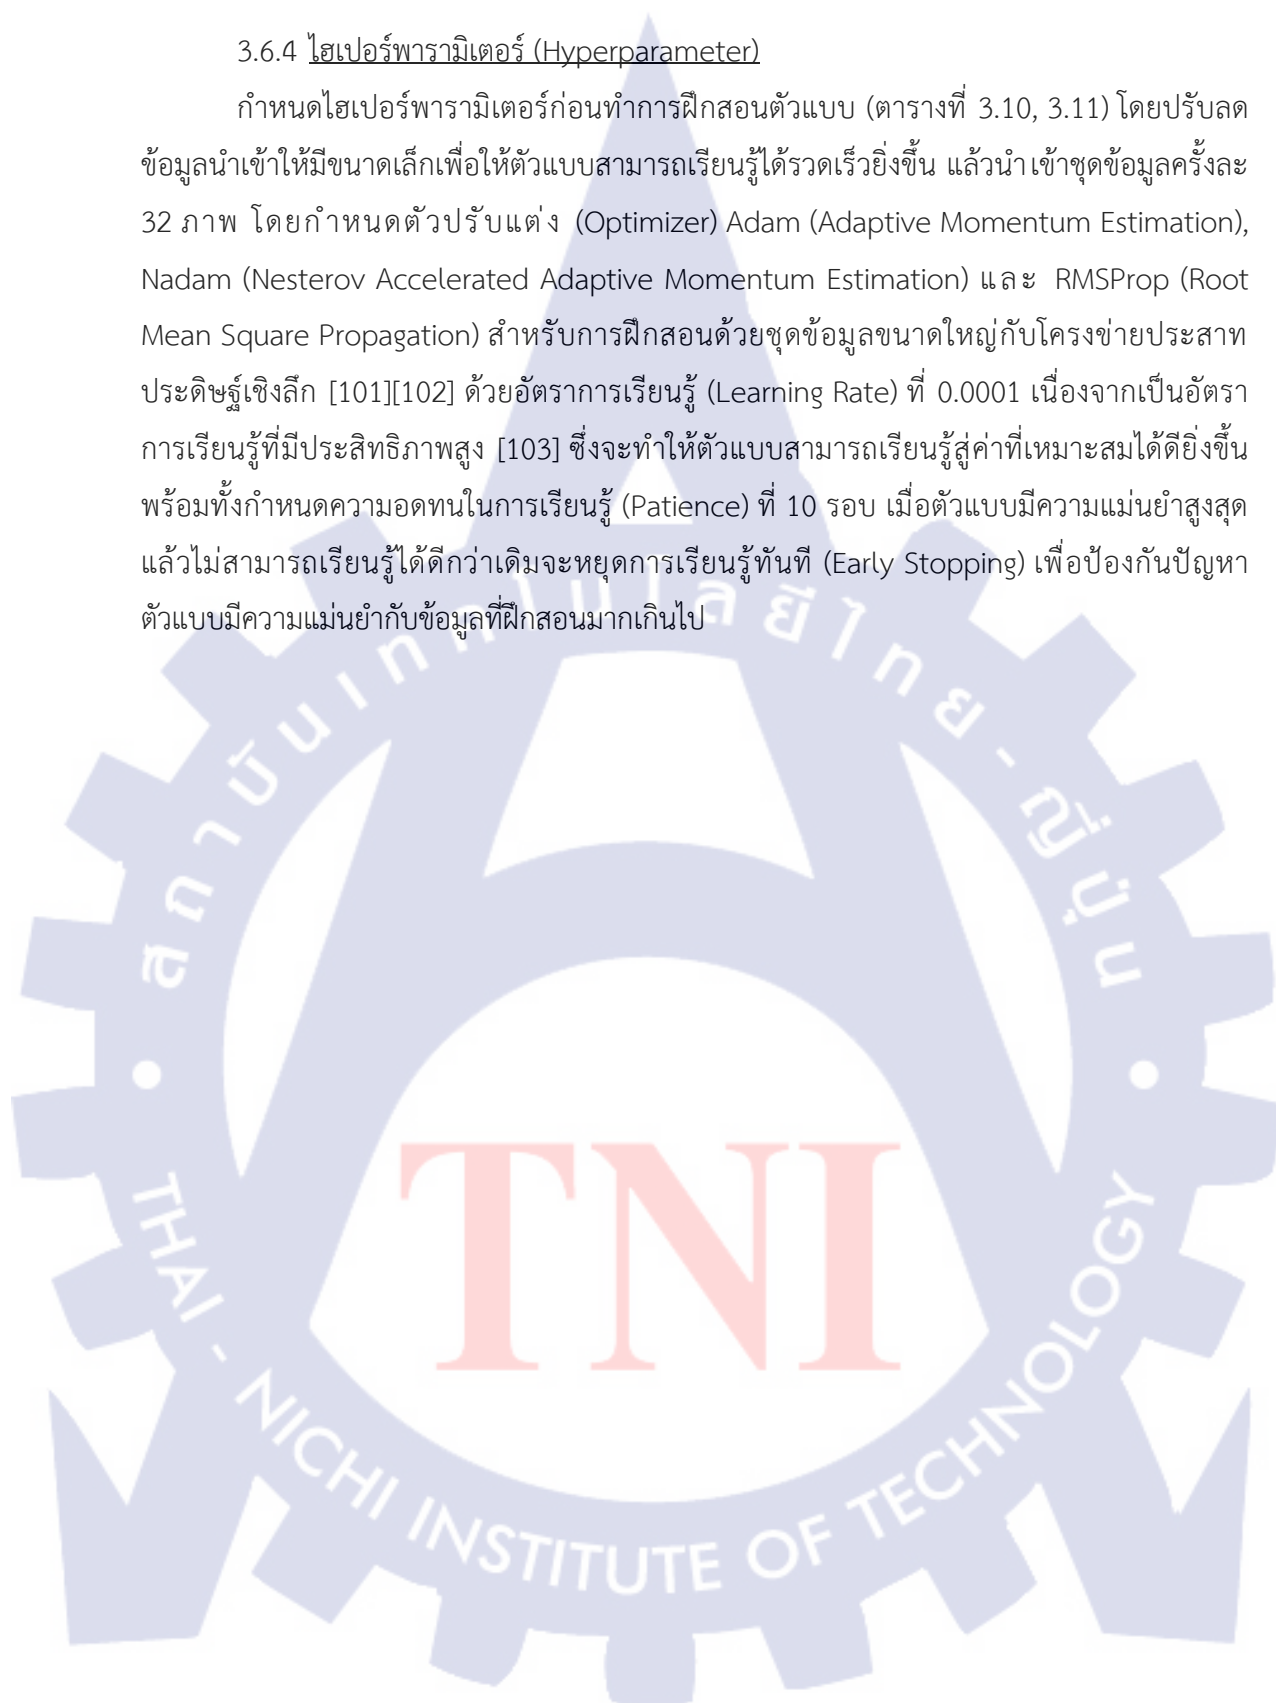 3.6.4 ไฮเปอร์พารามิเตอร์ (Hyperparameter)
กำหนดไฮเปอร์พารามิเตอร์ก่อนทำการฝึกสอนตัวแบบ (ตารางที่ 3.10, 3.11) โดยปรับลด
ข้อมูลนำเข้าให้มีขนาดเล็กเพื่อให้ตัวแบบสามารถเรียนรู้ได้รวดเร็วยิ่งขึ้น แล้วนำเข้าชุดข้อมูลครั้งละ
32 ภาพ โดยกำหนดตัวปรับแต่ง (Optimizer) Adam (Adaptive Momentum Estimation),
Nadam (Nesterov Accelerated Adaptive Momentum Estimation) และ RMSProp (Root
Mean Square Propagation) สำหรับการฝึกสอนด้วยชุดข้อมูลขนาดใหญ่กับโครงข่ายประสาท
ประดิษฐ์เชิงลึก [101][102] ด้วยอัตราการเรียนรู้ (Learning Rate) ที่ 0.0001 เนื่องจากเป็นอัตรา
การเรียนรู้ที่มีประสิทธิภาพสูง [103] ซึ่งจะทำให้ตัวแบบสามารถเรียนรู้สู่ค่าที่เหมาะสมได้ดียิ่งขึ้น
พร้อมทั้งกำหนดความอดทนในการเรียนรู้ (Patience) ที่ 10 รอบ เมื่อตัวแบบมีความแม่นยำสูงสุด
แล้วไม่สามารถเรียนรู้ได้ดีกว่าเดิมจะหยุดการเรียนรู้ทันที (Early Stopping) เพื่อป้องกันปัญหา
ตัวแบบมีความแม่นยำกับข้อมูลที่ฝึกสอนมากเกินไป
สถาบันเทคโนโลยีไทย-ญี่ปุ่น
TNI
THAI - NICHI INSTITUTE OF TECHNOLOGY